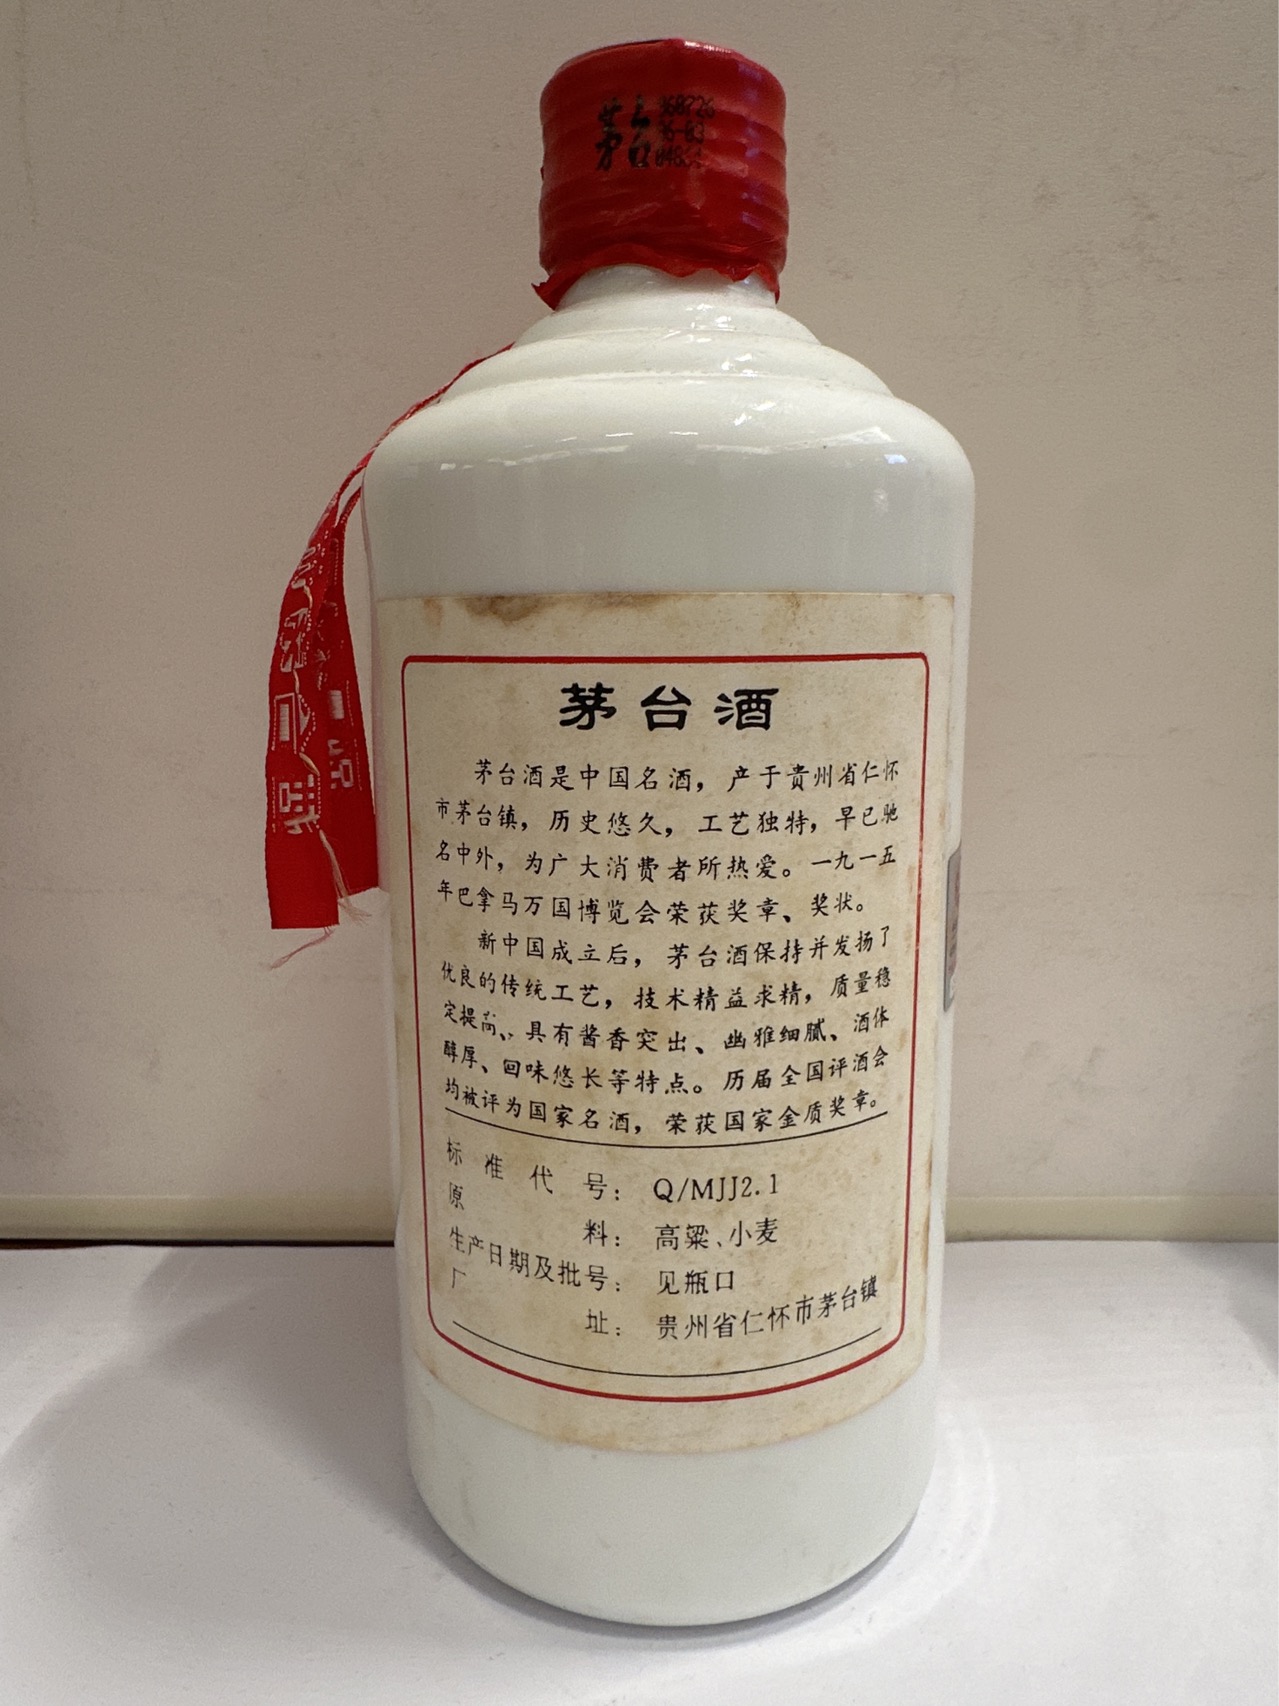 茅台
茅台酒
茅台酒是中国名酒，产于贵州省仁怀
市茅台镇，历史悠久，工艺独特，早已驰
名中外，为广大消费者所热爱。一九一五
年巴拿马万国博览会荣获奖章、奖状。
新中国成立后，茅台酒保持并发扬了
优良的传统工艺，技术精益求精，质量稳
定提高、具有酱香突出、幽雅细腻、酒体
醇厚、回味悠长等特点。历届全国评酒会
均被评为国家名酒，荣获国家金质奖章。
标准代号：Q/MJJ2.1
原料：高粱、小麦
生产日期及批号：见瓶口
厂址：贵州省仁怀市茅台镇